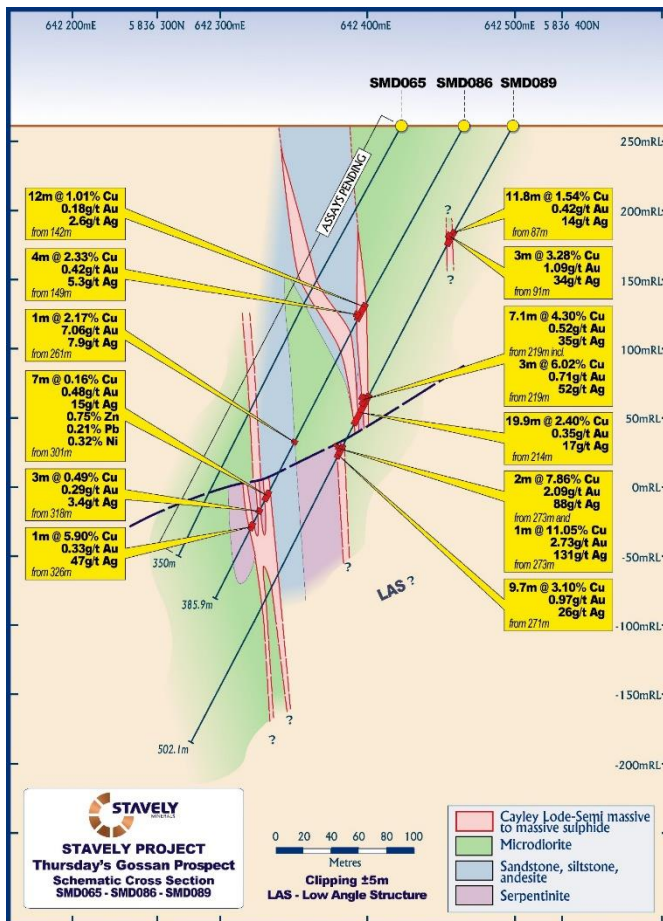 642 200mE 5 836 300N 642 300mE 642 400mE 642 500mE 5 836 400N
SMD065 SMD086 SMD089
250mRL
200mRL
150mRL
100mRL
50mRL
0mRL
-50mRL
-100mRL
-150mRL
-200mRL
ASSAYS PENDING
12m @ 1.01% Cu
0.18g/t Au
2.6g/t Ag
from 142m
4m @ 2.33% Cu
0.42g/t Au
5.3g/t Ag
from 149m
1m @ 2.17% Cu
7.06g/t Au
7.9g/t Ag
from 261m
7m @ 0.16% Cu
0.48g/t Au
15g/t Ag
0.75% Zn
0.21% Pb
0.32% Ni
from 301m
3m @ 0.49% Cu
0.29g/t Au
3.4g/t Ag
from 318m
1m @ 5.90% Cu
0.33g/t Au
47g/t Ag
from 326m
11.8m @ 1.54% Cu
0.42g/t Au
14g/t Ag
from 87m
3m @ 3.28% Cu
1.09g/t Au
34g/t Ag
from 91m
7.1m @ 4.30% Cu
0.52g/t Au
35g/t Ag
from 219m incl.
3m @ 6.02% Cu
0.71g/t Au
52g/t Ag
from 219m
19.9m @ 2.40% Cu
0.35g/t Au
17g/t Ag
from 214m
2m @ 7.86% Cu
2.09g/t Au
88g/t Ag
from 273m and
1m @ 11.05% Cu
2.73g/t Au
131g/t Ag
from 273m
9.7m @ 3.10% Cu
0.97g/t Au
26g/t Ag
from 271m
?
?
?
LAS ?
?
?
350m
385.9m
502.1m
STAVELY
MINERALS
STAVELY PROJECT
Thursday's Gossan Prospect
Schematic Cross Section
SMD065 - SMD086 - SMD089
0 20 40 60 80 100
Metres
Clipping ±5m
LAS - Low Angle Structure
Cayley Lode-Semi massive
to massive sulphide
Microdiorite
Sandstone, siltstone,
andesite
Serpentinite